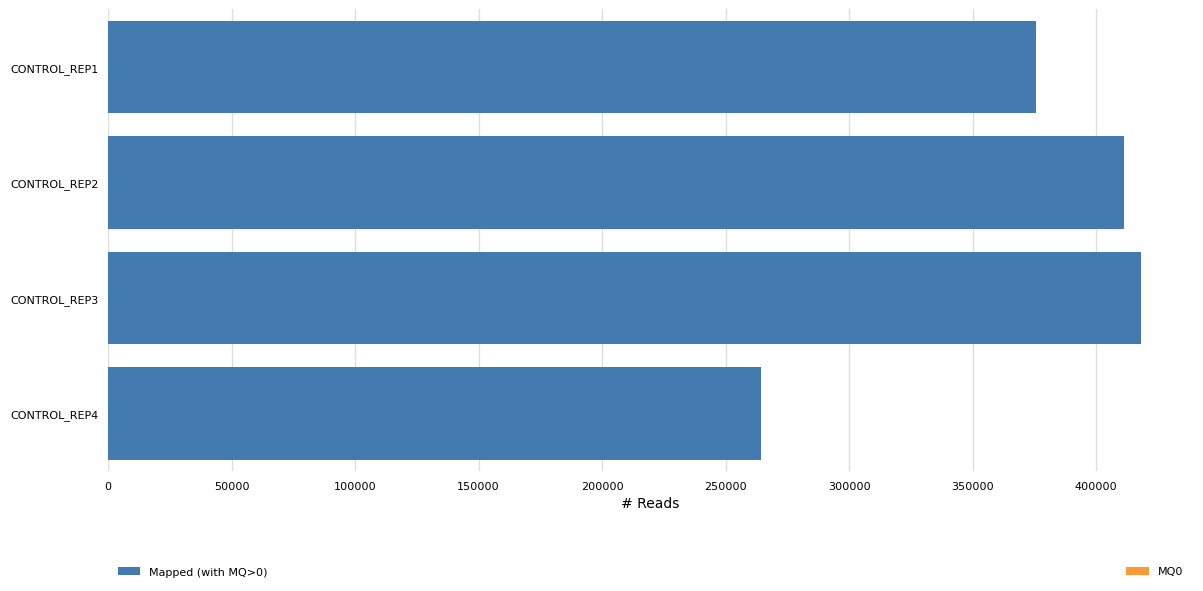 CONTROL_REP1
CONTROL_REP2
CONTROL_REP3
CONTROL_REP4
0 50000 100000 150000 200000 250000 300000 350000 400000
# Reads
Mapped (with MQ>0) MQ0